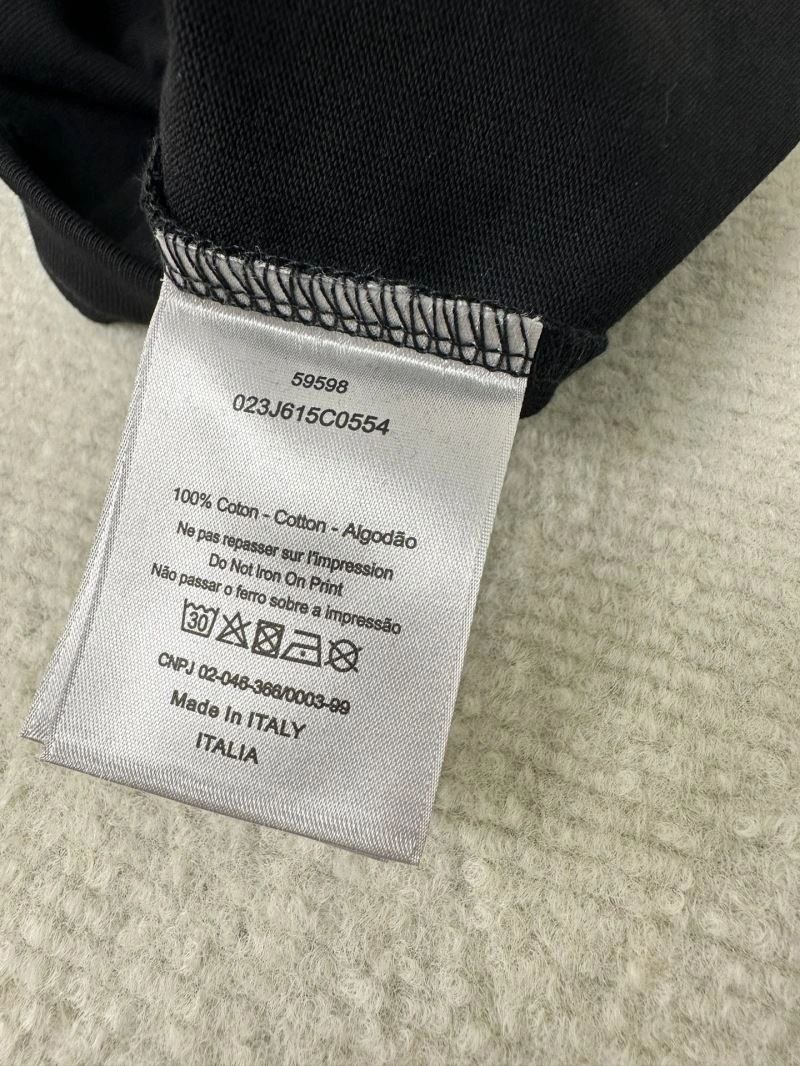 59598
023J615C0554
100% Coton - Cotton - Algodão
Ne pas repasser sur l'impression
Do Not Iron On Print
Não passar o ferro sobre a impressão
30
CNPJ 02-046-366/0003-99
Made In ITALY
ITALIA